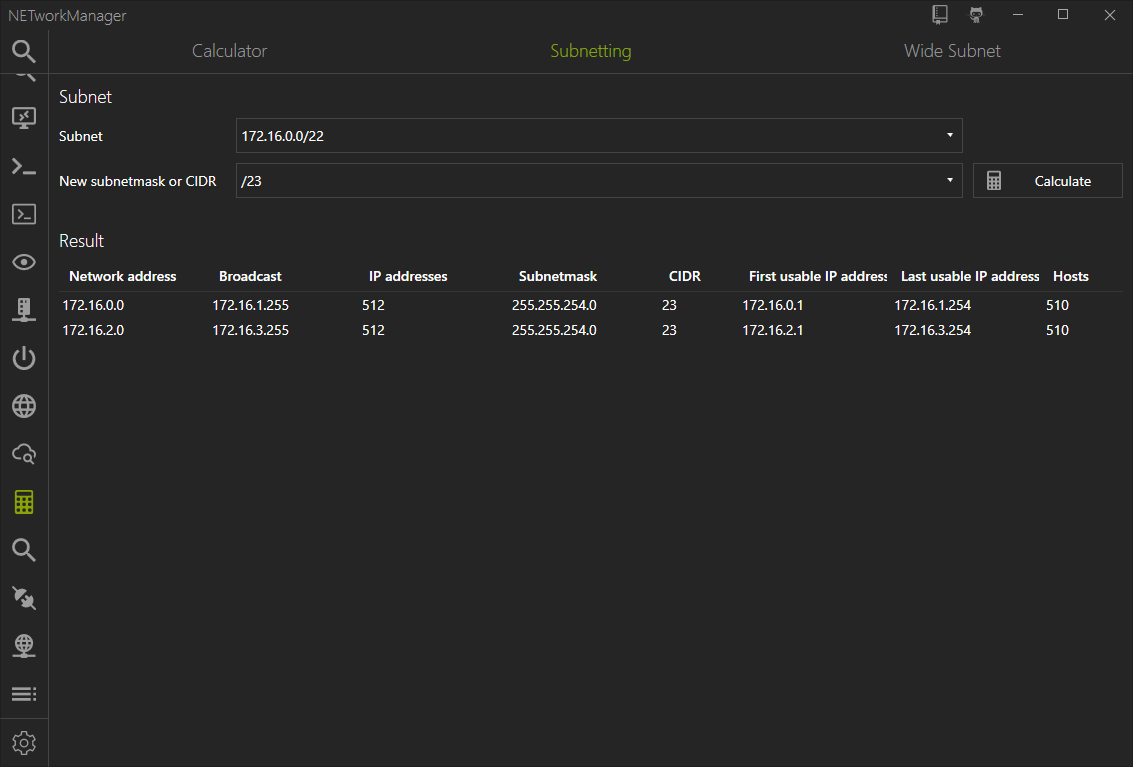 NETworkManager
Calculator Subnetting Wide Subnet
Subnet
Subnet 172.16.0.0/22
New subnetmask or CIDR /23 Calculate
Result
Network address Broadcast IP addresses Subnetmask CIDR First usable IP address Last usable IP address Hosts
172.16.0.0 172.16.1.255 512 255.255.254.0 23 172.16.0.1 172.16.1.254 510
172.16.2.0 172.16.3.255 512 255.255.254.0 23 172.16.2.1 172.16.3.254 510